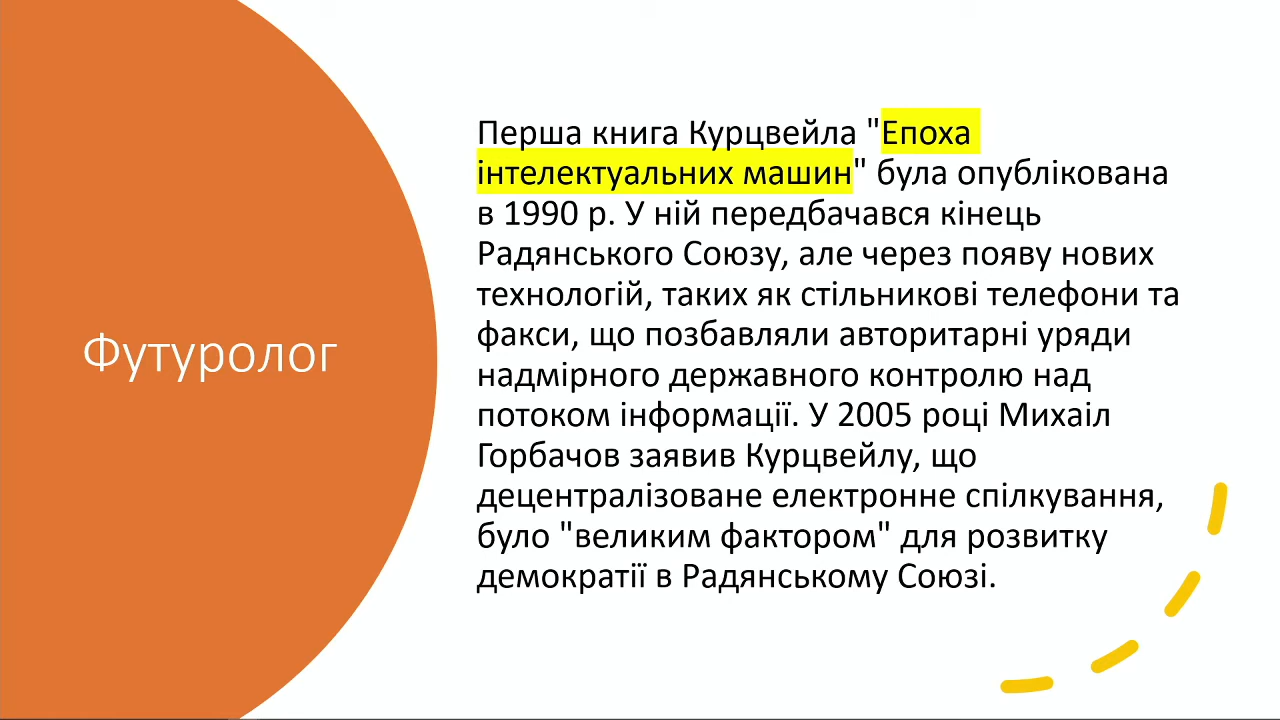 Футуролог
Перша книга Курцвейла "Епоха
інтелектуальних машин" була опублікована
в 1990 р. У ній передбачався кінець
Радянського Союзу, але через появу нових
технологій, таких як стільникові телефони та
факси, що позбавляли авторитарні уряди
надмірного державного контролю над
потоком інформації. У 2005 році Михаіл
Горбачов заявив Курцвейлу, що
децентралізоване електронне спілкування,
було "великим фактором" для розвитку
демократії в Радянському Союзі.